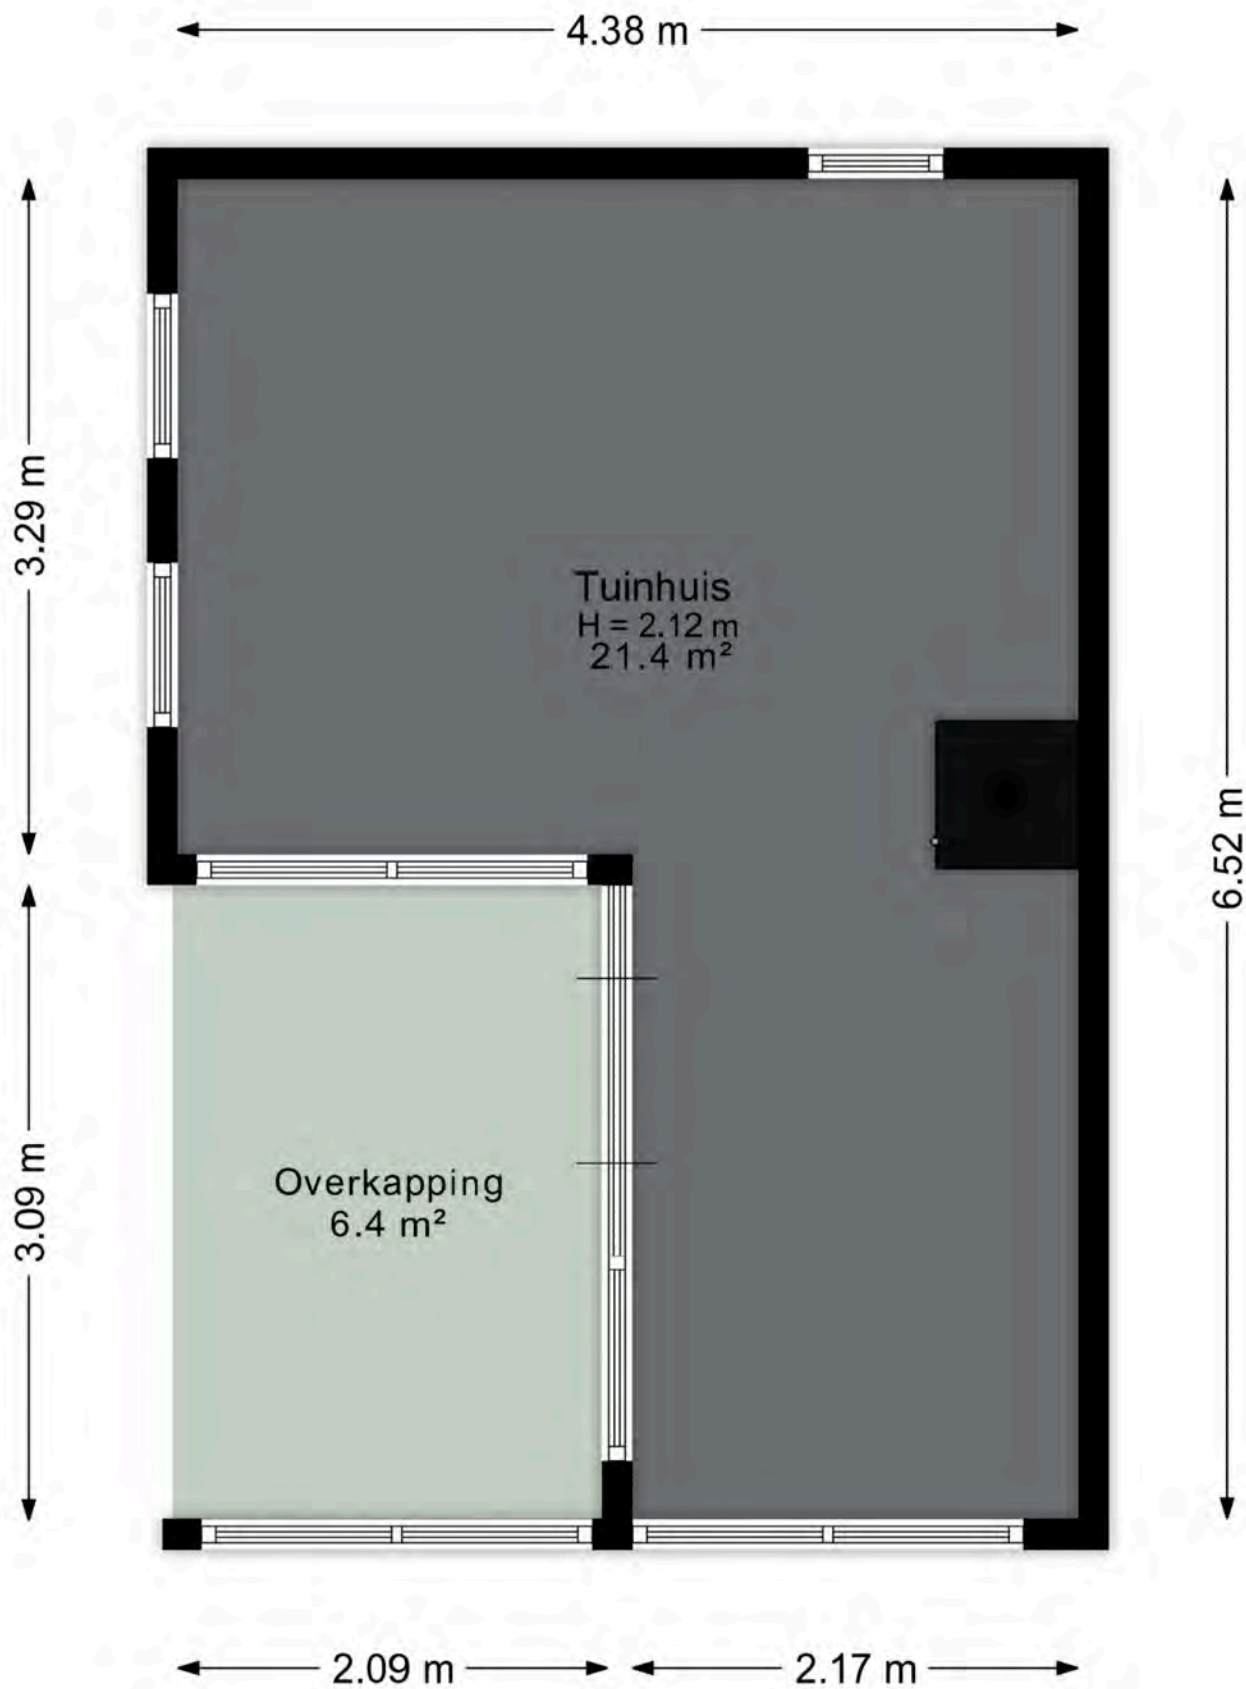 4.38 m
3.29 m
Tuinhuis
H = 2.12 m
21.4 m²
6.52 m
3.09 m
Overkapping
6.4 m²
2.09 m
2.17 m